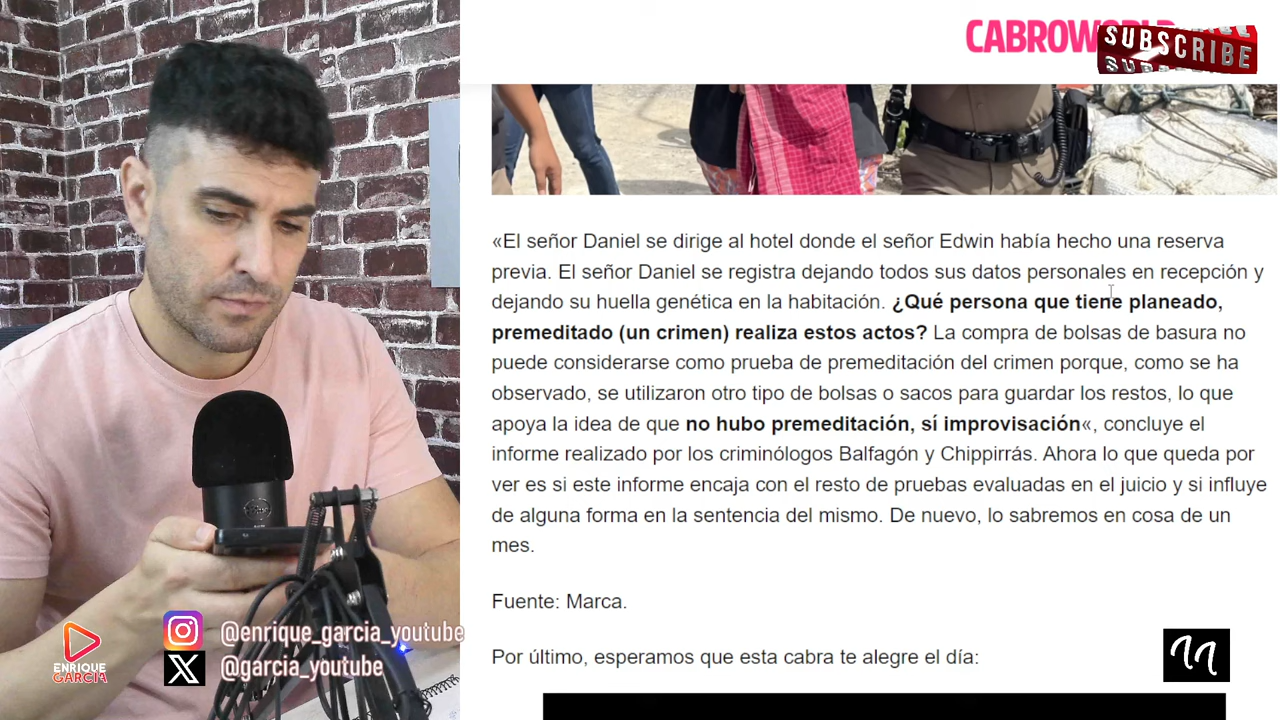 CABROWORLD
SUBSCRIBE
«El señor Daniel se dirige al hotel donde el señor Edwin había hecho una reserva
previa. El señor Daniel se registra dejando todos sus datos personales en recepción y
dejando su huella genética en la habitación. ¿Qué persona que tiene planeado,
premeditado (un crimen) realiza estos actos? La compra de bolsas de basura no
puede considerarse como prueba de premeditación del crimen porque, como se ha
observado, se utilizaron otro tipo de bolsas o sacos para guardar los restos, lo que
apoya la idea de que no hubo premeditación, sí improvisación«, concluye el
informe realizado por los criminólogos Balfagón y Chippirrás. Ahora lo que queda por
ver es si este informe encaja con el resto de pruebas evaluadas en el juicio y si influye
de alguna forma en la sentencia del mismo. De nuevo, lo sabremos en cosa de un
mes.
Fuente: Marca.
Por último, esperamos que esta cabra te alegre el día:
@enrique_garcia_youtube
@garcia_youtube
ENRIQUE
GARCIA